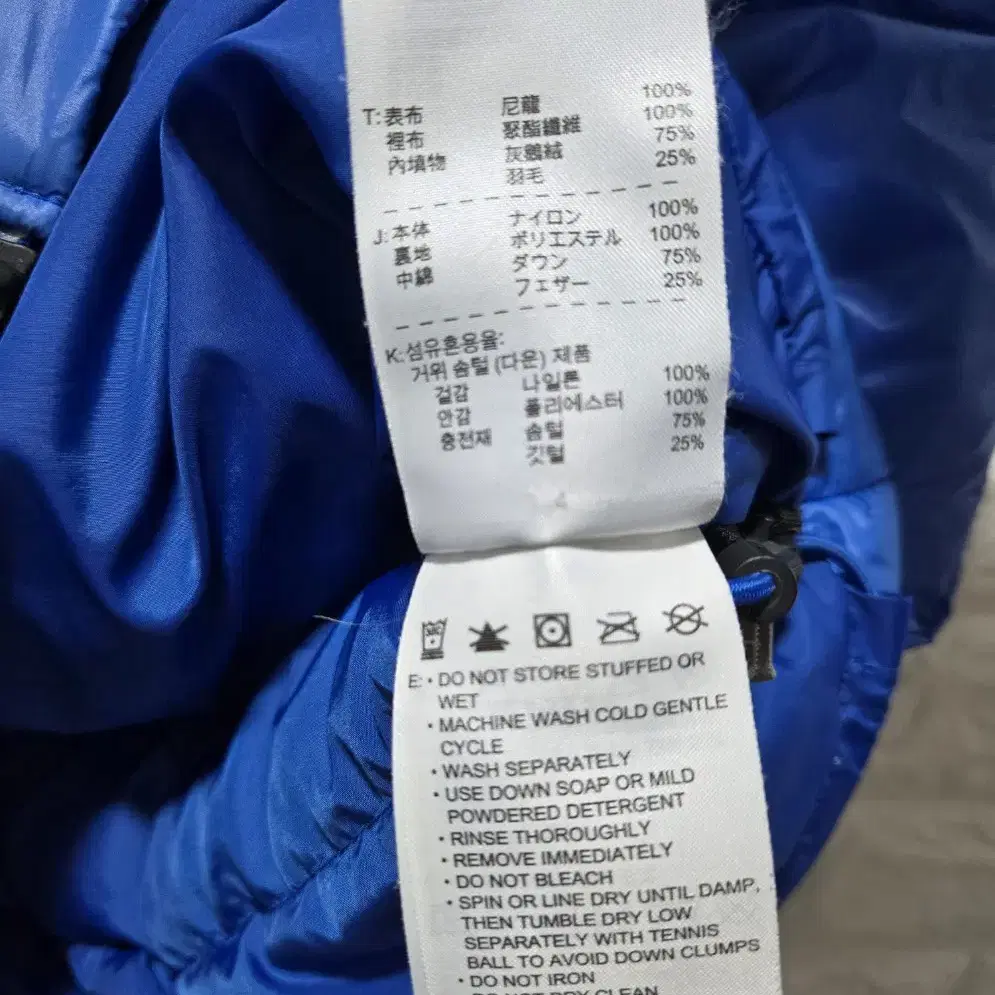 T: 表布 尼龍 100%
裡布 聚酯纖維 100%
內填物 灰鵝絨 75%
羽毛 25%
J: 本体 ナイロン 100%
裏地 ポリエステル 100%
中綿 ダウン 75%
フェザー 25%
K: 섬유혼용율:
거위 솜털 (다운) 제품
겉감 나일론 100%
안감 폴리에스터 100%
충전재 솜털 75%
깃털 25%
E: • DO NOT STORE STUFFED OR
WET
• MACHINE WASH COLD GENTLE
CYCLE
• WASH SEPARATELY
• USE DOWN SOAP OR MILD
POWDERED DETERGENT
• RINSE THOROUGHLY
• REMOVE IMMEDIATELY
• DO NOT BLEACH
• SPIN OR LINE DRY UNTIL DAMP,
THEN TUMBLE DRY LOW
SEPARATELY WITH TENNIS
BALL TO AVOID DOWN CLUMPS
• DO NOT IRON
• DO NOT DRY CLEAN